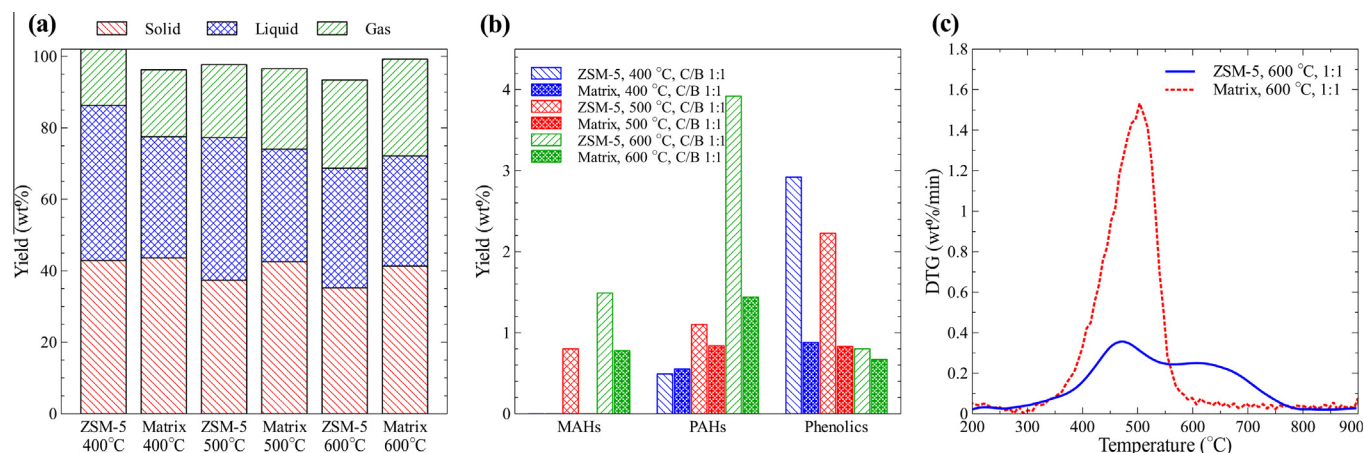 (a)
Solid Liquid Gas
Yield (wt%)
100
80
60
40
20
0
ZSM-5 Matrix ZSM-5 Matrix ZSM-5 Matrix
400°C 400°C 500°C 500°C 600°C 600°C
(b)
Yield (wt%)
4
3
2
1
0
ZSM-5, 400 °C, C/B 1:1
Matrix, 400 °C, C/B 1:1
ZSM-5, 500 °C, C/B 1:1
Matrix, 500 °C, C/B 1:1
ZSM-5, 600 °C, C/B 1:1
Matrix, 600 °C, C/B 1:1
MAHs PAHs Phenolics
(c)
DTG (wt%/min)
1.8
1.6
1.4
1.2
1
0.8
0.6
0.4
0.2
0
ZSM-5, 600 °C, 1:1
Matrix, 600 °C, 1:1
200 300 400 500 600 700 800 900
Temperature (°C)